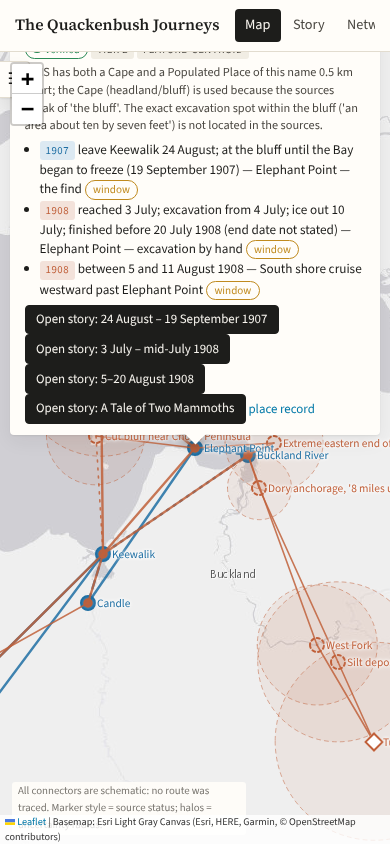 The Quackenbush Journeys Map Story
S has both a Cape and a Populated Place of this name 0.5 km
art; the Cape (headland/bluff) is used because the sources
ak of 'the bluff'. The exact excavation spot within the bluff ('an
area about ten by seven feet') is not located in the sources.
+
−
1907 leave Keewalik 24 August; at the bluff until the Bay
began to freeze (19 September 1907) — Elephant Point —
the find window
1908 reached 3 July; excavation from 4 July; ice out 10
July; finished before 20 July 1908 (end date not stated) —
Elephant Point — excavation by hand window
1908 between 5 and 11 August 1908 — South shore cruise
westward past Elephant Point window
Open story: 24 August – 19 September 1907
Open story: 3 July – mid-July 1908
Open story: 5–20 August 1908
Open story: A Tale of Two Mammoths place record
Peninsula
Elephant Point
Extreme eastern end of
Buckland River
Dory anchorage, '8 miles u
Keewalik
Buckland
Candle
West Fork
Silt depo
All connectors are schematic: no route was
traced. Marker style = source status; halos =
Leaflet | Basemap: Esri Light Gray Canvas (Esri, HERE, Garmin, © OpenStreetMap
contributors)